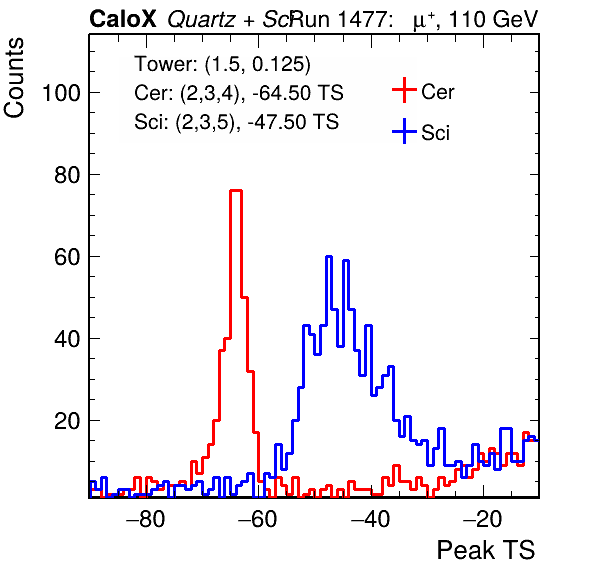 CaloX Quartz + Sci Run 1477: μ⁺, 110 GeV
Counts
Tower: (1.5, 0.125)
Cer: (2,3,4), -64.50 TS
Sci: (2,3,5), -47.50 TS
Cer
Sci
100
80
60
40
20
−80 −60 −40 −20
Peak TS